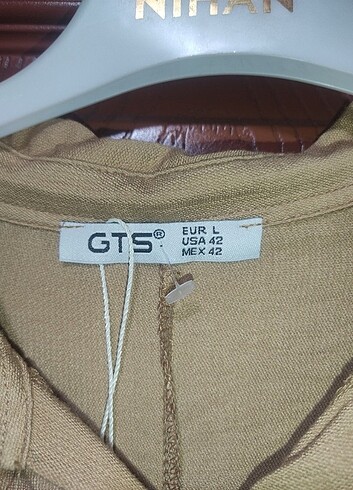 NIHAN
GTS®
EUR L
USA 42
MEX 42